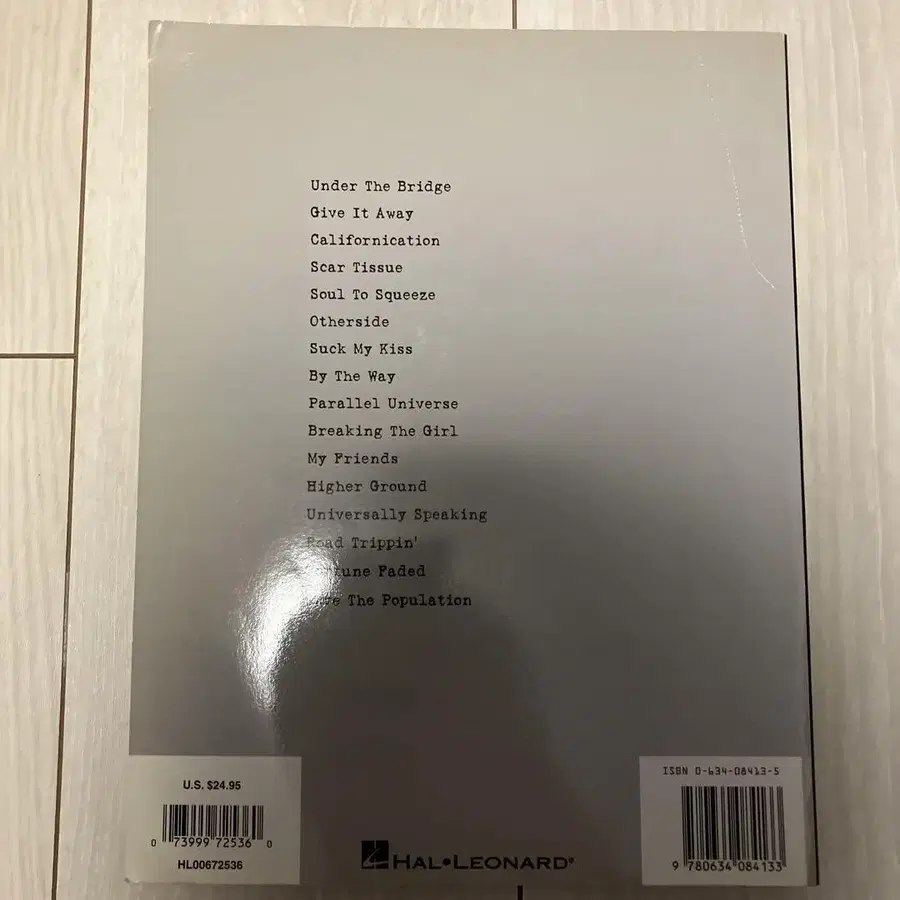 Under The Bridge
Give It Away
Californication
Scar Tissue
Soul To Squeeze
Otherside
Suck My Kiss
By The Way
Parallel Universe
Breaking The Girl
My Friends
Higher Ground
Universally Speaking
Road Trippin'
Faded
The Population
U.S. $24.95
0 73999 72536 0
HL00672536
HAL•LEONARD®
ISBN 0-634-08413-5
9 780634 084133